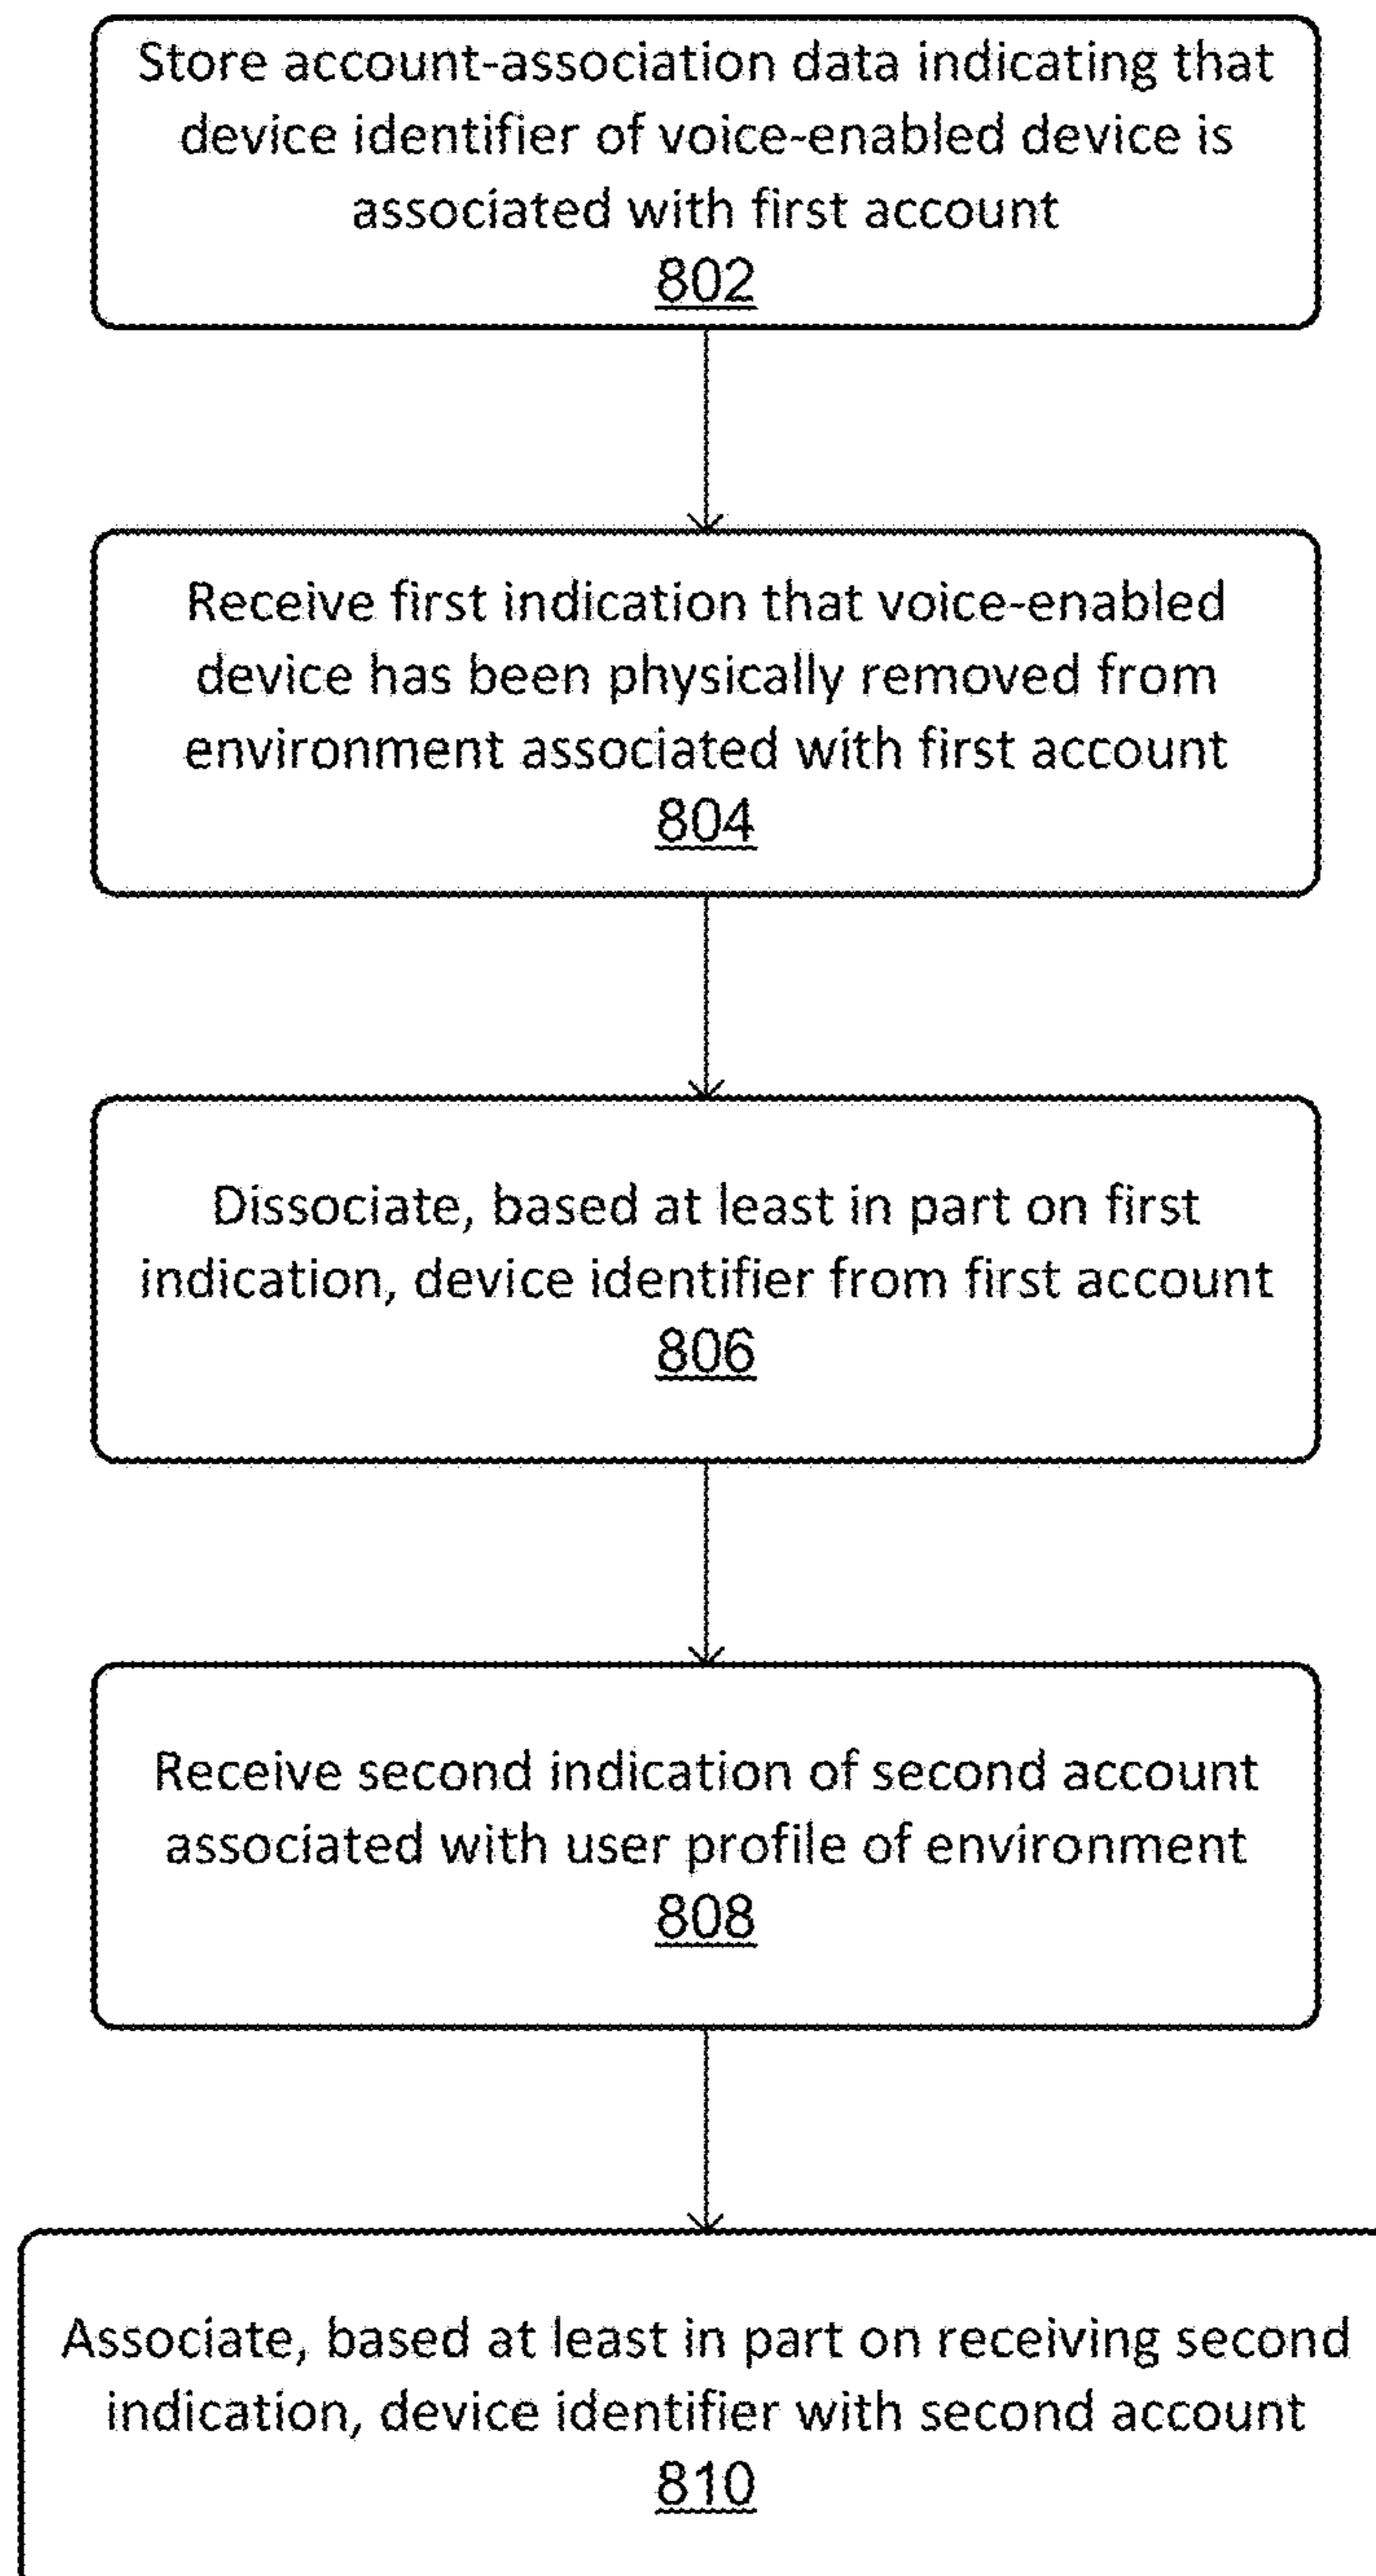 Store account-association data indicating that
device identifier of voice-enabled device is
associated with first account
802
Receive first indication that voice-enabled
device has been physically removed from
environment associated with first account
804
Dissociate, based at least in part on first
indication, device identifier from first account
806
Receive second indication of second account
associated with user profile of environment
808
Associate, based at least in part on receiving second
indication, device identifier with second account
810